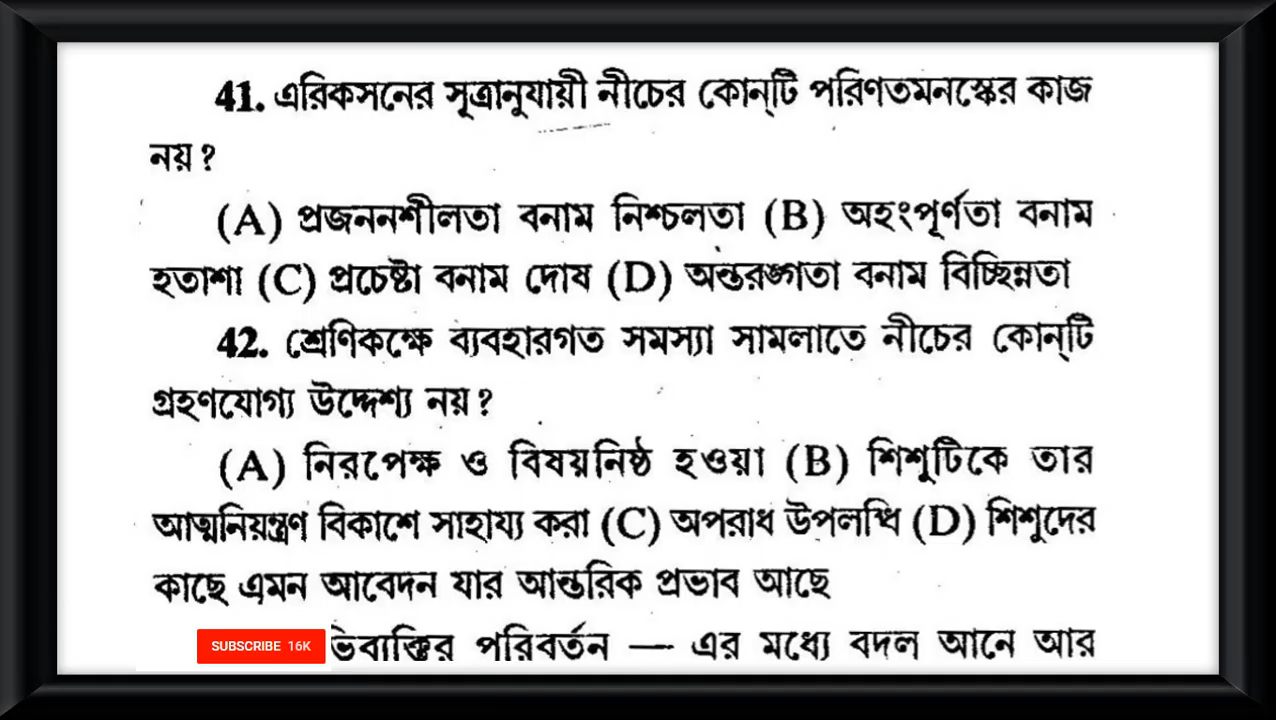 41. এরিকসনের সূত্রানুযায়ী নীচের কোন্‌টি পরিণতমনস্কের কাজ
নয়?
(A) প্রজননশীলতা বনাম নিশ্চলতা (B) অহংপূর্ণতা বনাম
হতাশা (C) প্রচেষ্টা বনাম দোষ (D) অন্তরঙ্গতা বনাম বিচ্ছিন্নতা
42. শ্রেণিকক্ষে ব্যবহারগত সমস্যা সামলাতে নীচের কোন্‌টি
গ্রহণযোগ্য উদ্দেশ্য নয়?
(A) নিরপেক্ষ ও বিষয়নিষ্ঠ হওয়া (B) শিশুটিকে তার
আত্মনিয়ন্ত্রণ বিকাশে সাহায্য করা (C) অপরাধ উপলব্ধি (D) শিশুদের
কাছে এমন আবেদন যার আন্তরিক প্রভাব আছে
SUBSCRIBE 16K ভিব্যক্তির পরিবর্তন — এর মধ্যে বদল আনে আর